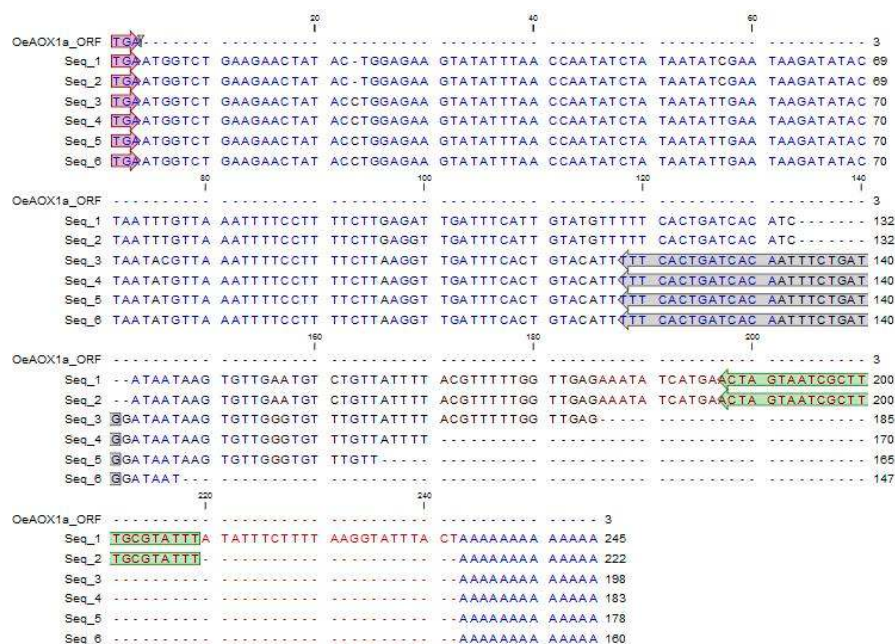 20 40 60
OeAOX1a_ORF TGA------- ---------- ---------- ---------- ---------- ---------- ---------- 3
Seq_1 TGAATGGTCT GAAGAACTAT AC-TGGAGAA GTATATTTAA CCAATATCTA TAATATCGAA TAAGATATAC 69
Seq_2 TGAATGGTCT GAAGAACTAT AC-TGGAGAA GTATATTTAA CCAATATCTA TAATATCGAA TAAGATATAC 69
Seq_3 TGAATGGTCT GAAGAACTAT ACCTGGAGAA GTATATTTAA CCAATATCTA TAATATTGAA TAAGATATAC 70
Seq_4 TGAATGGTCT GAAGAACTAT ACCTGGAGAA GTATATTTAA CCAATATCTA TAATATTGAA TAAGATATAC 70
Seq_5 TGAATGGTCT GAAGAACTAT ACCTGGAGAA GTATATTTAA CCAATATCTA TAATATTGAA TAAGATATAC 70
Seq_6 TGAATGGTCT GAAGAACTAT ACCTGGAGAA GTATATTTAA CCAATATCTA TAATATTGAA TAAGATATAC 70
80 100 120 140
OeAOX1a_ORF ---------- ---------- ---------- ---------- ---------- ---------- ---------- 3
Seq_1 TAATTTGTTA AATTTTCCTT TTCTTGAGAT TGATTTCATT GTATGTTTTT CACTGATCAC ATC------- 132
Seq_2 TAATTTGTTA AATTTTCCTT TTCTTGAGGT TGATTTCATT GTATGTTTTT CACTGATCAC ATC------- 132
Seq_3 TAATACGTTA AATTTTCCTT TTCTTAAGGT TGATTTCACT GTACATTTTT CACTGATCAC AATTTCTGAT 140
Seq_4 TAATATGTTA AATTTTCCTT TTCTTAAGGT TGATTTCACT GTACATTTTT CACTGATCAC AATTTCTGAT 140
Seq_5 TAATATGTTA AATTTTCCTT TTCTTAAGGT TGATTTCACT GTACATTTTT CACTGATCAC AATTTCTGAT 140
Seq_6 TAATATGTTA AATTTTCCTT TTCTTAAGGT TGATTTCACT GTACATTTTT CACTGATCAC AATTTCTGAT 140
160 180 200
OeAOX1a_ORF ---------- ---------- ---------- ---------- ---------- ---------- ---------- 3
Seq_1 --ATAATAAG TGTTGAATGT CTGTTATTTT ACGTTTTTGG TTGAGAAATA TCATGAACTA GTAATCGCTT 200
Seq_2 --ATAATAAG TGTTGAATGT CTGTTATTTT ACGTTTTTGG TTGAGAAATA TCATGAACTA GTAATCGCTT 200
Seq_3 GGATAATAAG TGTTGGGTGT TTGTTATTTT ACGTTTTTGG TTGAG----- ---------- ---------- 185
Seq_4 GGATAATAAG TGTTGGGTGT TTGTTATTTT ---------- ---------- ---------- ---------- 170
Seq_5 GGATAATAAG TGTTGGGTGT TTGTT----- ---------- ---------- ---------- ---------- 165
Seq_6 GGATAAT--- ---------- ---------- ---------- ---------- ---------- ---------- 147
220 240
OeAOX1a_ORF ---------- ---------- ---------- ---------- ----- 3
Seq_1 TGCGTATTTA TATTTCTTTT AAGGTATTTA CTAAAAAAAA AAAAA 245
Seq_2 TGCGTATTT- ---------- ---------- --AAAAAAAA AAAAA 222
Seq_3 ---------- ---------- ---------- --AAAAAAAA AAAAA 198
Seq_4 ---------- ---------- ---------- --AAAAAAAA AAAAA 183
Seq_5 ---------- ---------- ---------- --AAAAAAAA AAAAA 178
Seq_6 ---------- ---------- ---------- --AAAAAAAA AAAAA 160